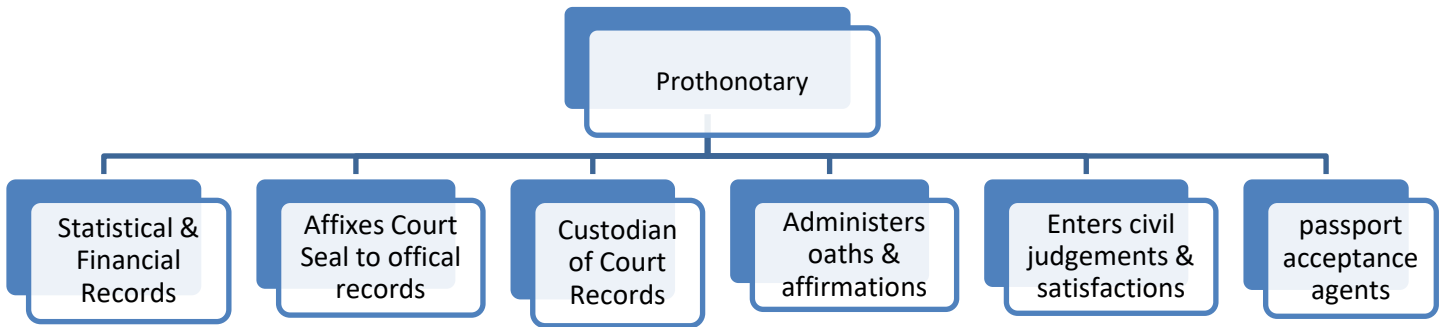 Prothonotary
Statistical &
Financial
Records
Affixes Court
Seal to offical
records
Custodian
of Court
Records
Administers
oaths &
affirmations
Enters civil
judgements &
satisfactions
passport
acceptance
agents